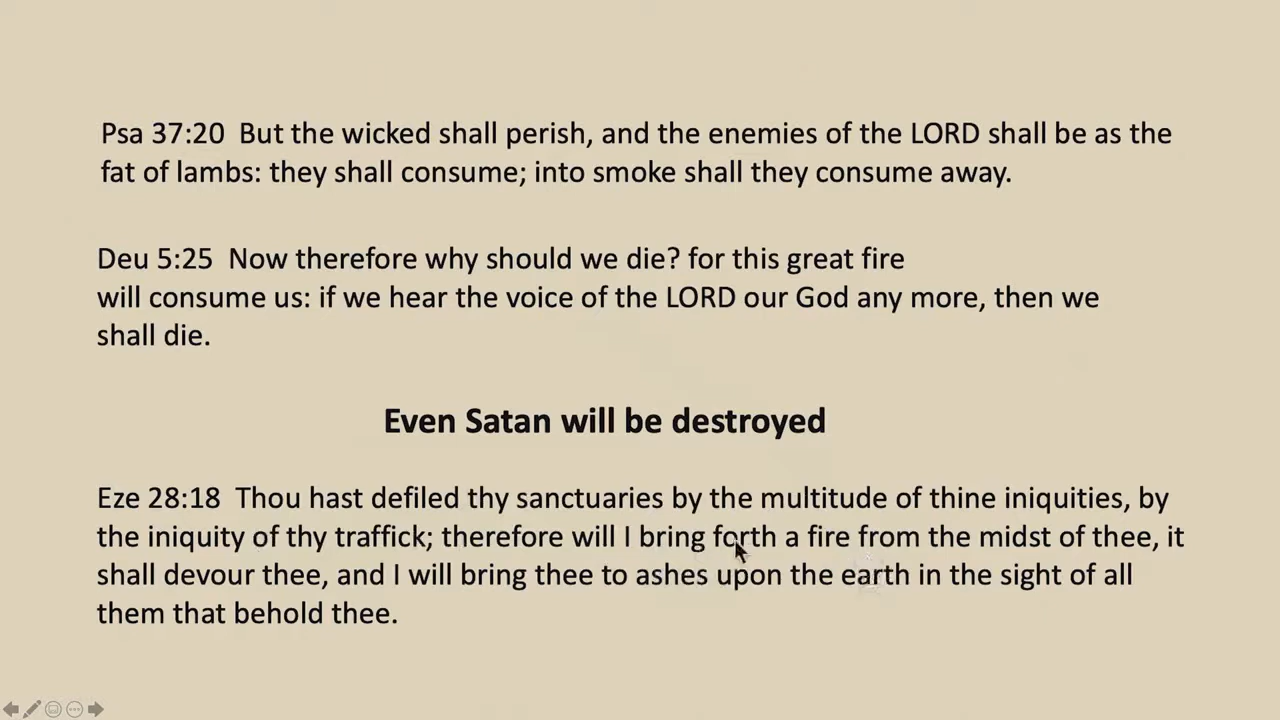 Psa 37:20  But the wicked shall perish, and the enemies of the LORD shall be as the
fat of lambs: they shall consume; into smoke shall they consume away.
Deu 5:25  Now therefore why should we die? for this great fire
will consume us: if we hear the voice of the LORD our God any more, then we
shall die.
Even Satan will be destroyed
Eze 28:18  Thou hast defiled thy sanctuaries by the multitude of thine iniquities, by
the iniquity of thy traffick; therefore will I bring forth a fire from the midst of thee, it
shall devour thee, and I will bring thee to ashes upon the earth in the sight of all
them that behold thee.